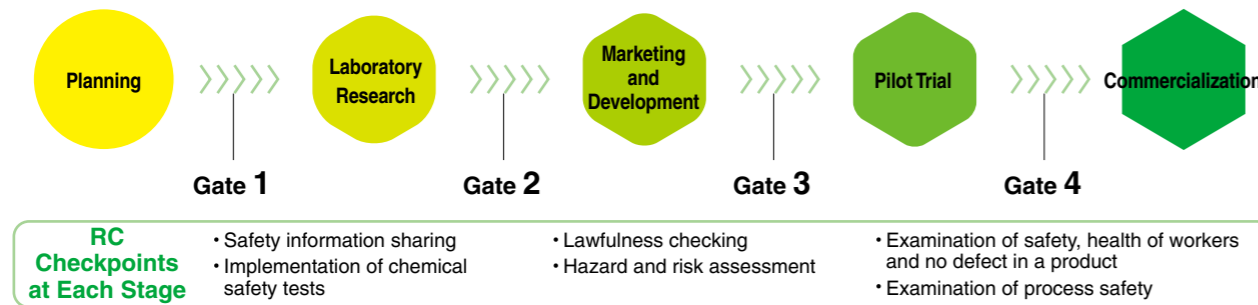 Planning
Laboratory
Research
Marketing
and
Development
Pilot Trial
Commercialization
Gate 1
Gate 2
Gate 3
Gate 4
RC
Checkpoints
at Each Stage
・Safety information sharing
・Implementation of chemical
safety tests
・Lawfulness checking
・Hazard and risk assessment
・Examination of safety, health of workers
and no defect in a product
・Examination of process safety